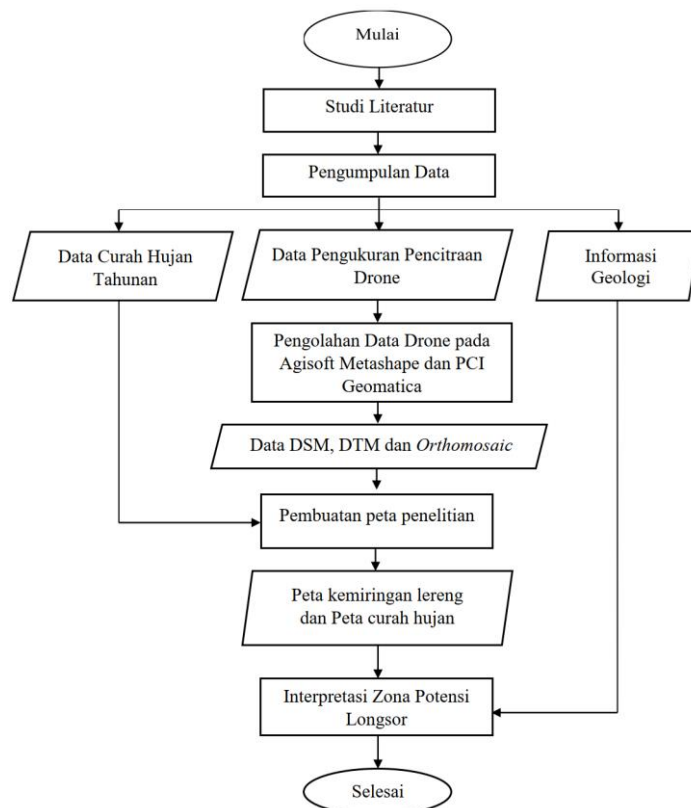 Mulai
Studi Literatur
Pengumpulan Data
Data Curah Hujan
Tahunan
Data Pengukuran Pencitraan
Drone
Informasi
Geologi
Pengolahan Data Drone pada
Agisoft Metashape dan PCI
Geomatica
Data DSM, DTM dan Orthomosaic
Pembuatan peta penelitian
Peta kemiringan lereng
dan Peta curah hujan
Interpretasi Zona Potensi
Longsor
Selesai